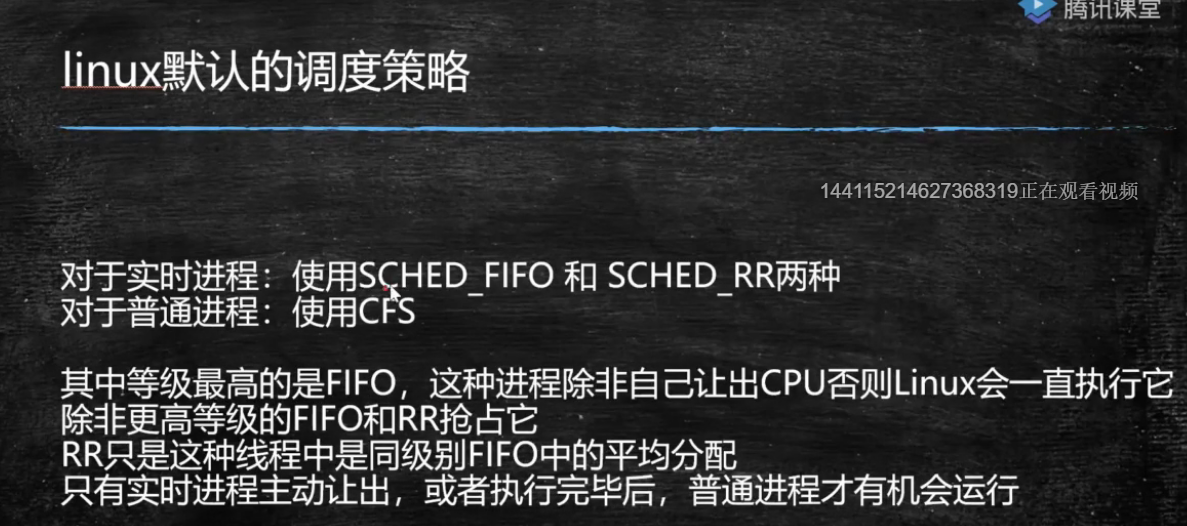 腾讯课堂
linux默认的调度策略
144115214627368319正在观看视频
对于实时进程：使用SCHED_FIFO 和 SCHED_RR两种
对于普通进程：使用CFS
其中等级最高的是FIFO，这种进程除非自己让出CPU否则Linux会一直执行它
除非更高等级的FIFO和RR抢占它
RR只是这种线程中是同级别FIFO中的平均分配
只有实时进程主动让出，或者执行完毕后，普通进程才有机会运行